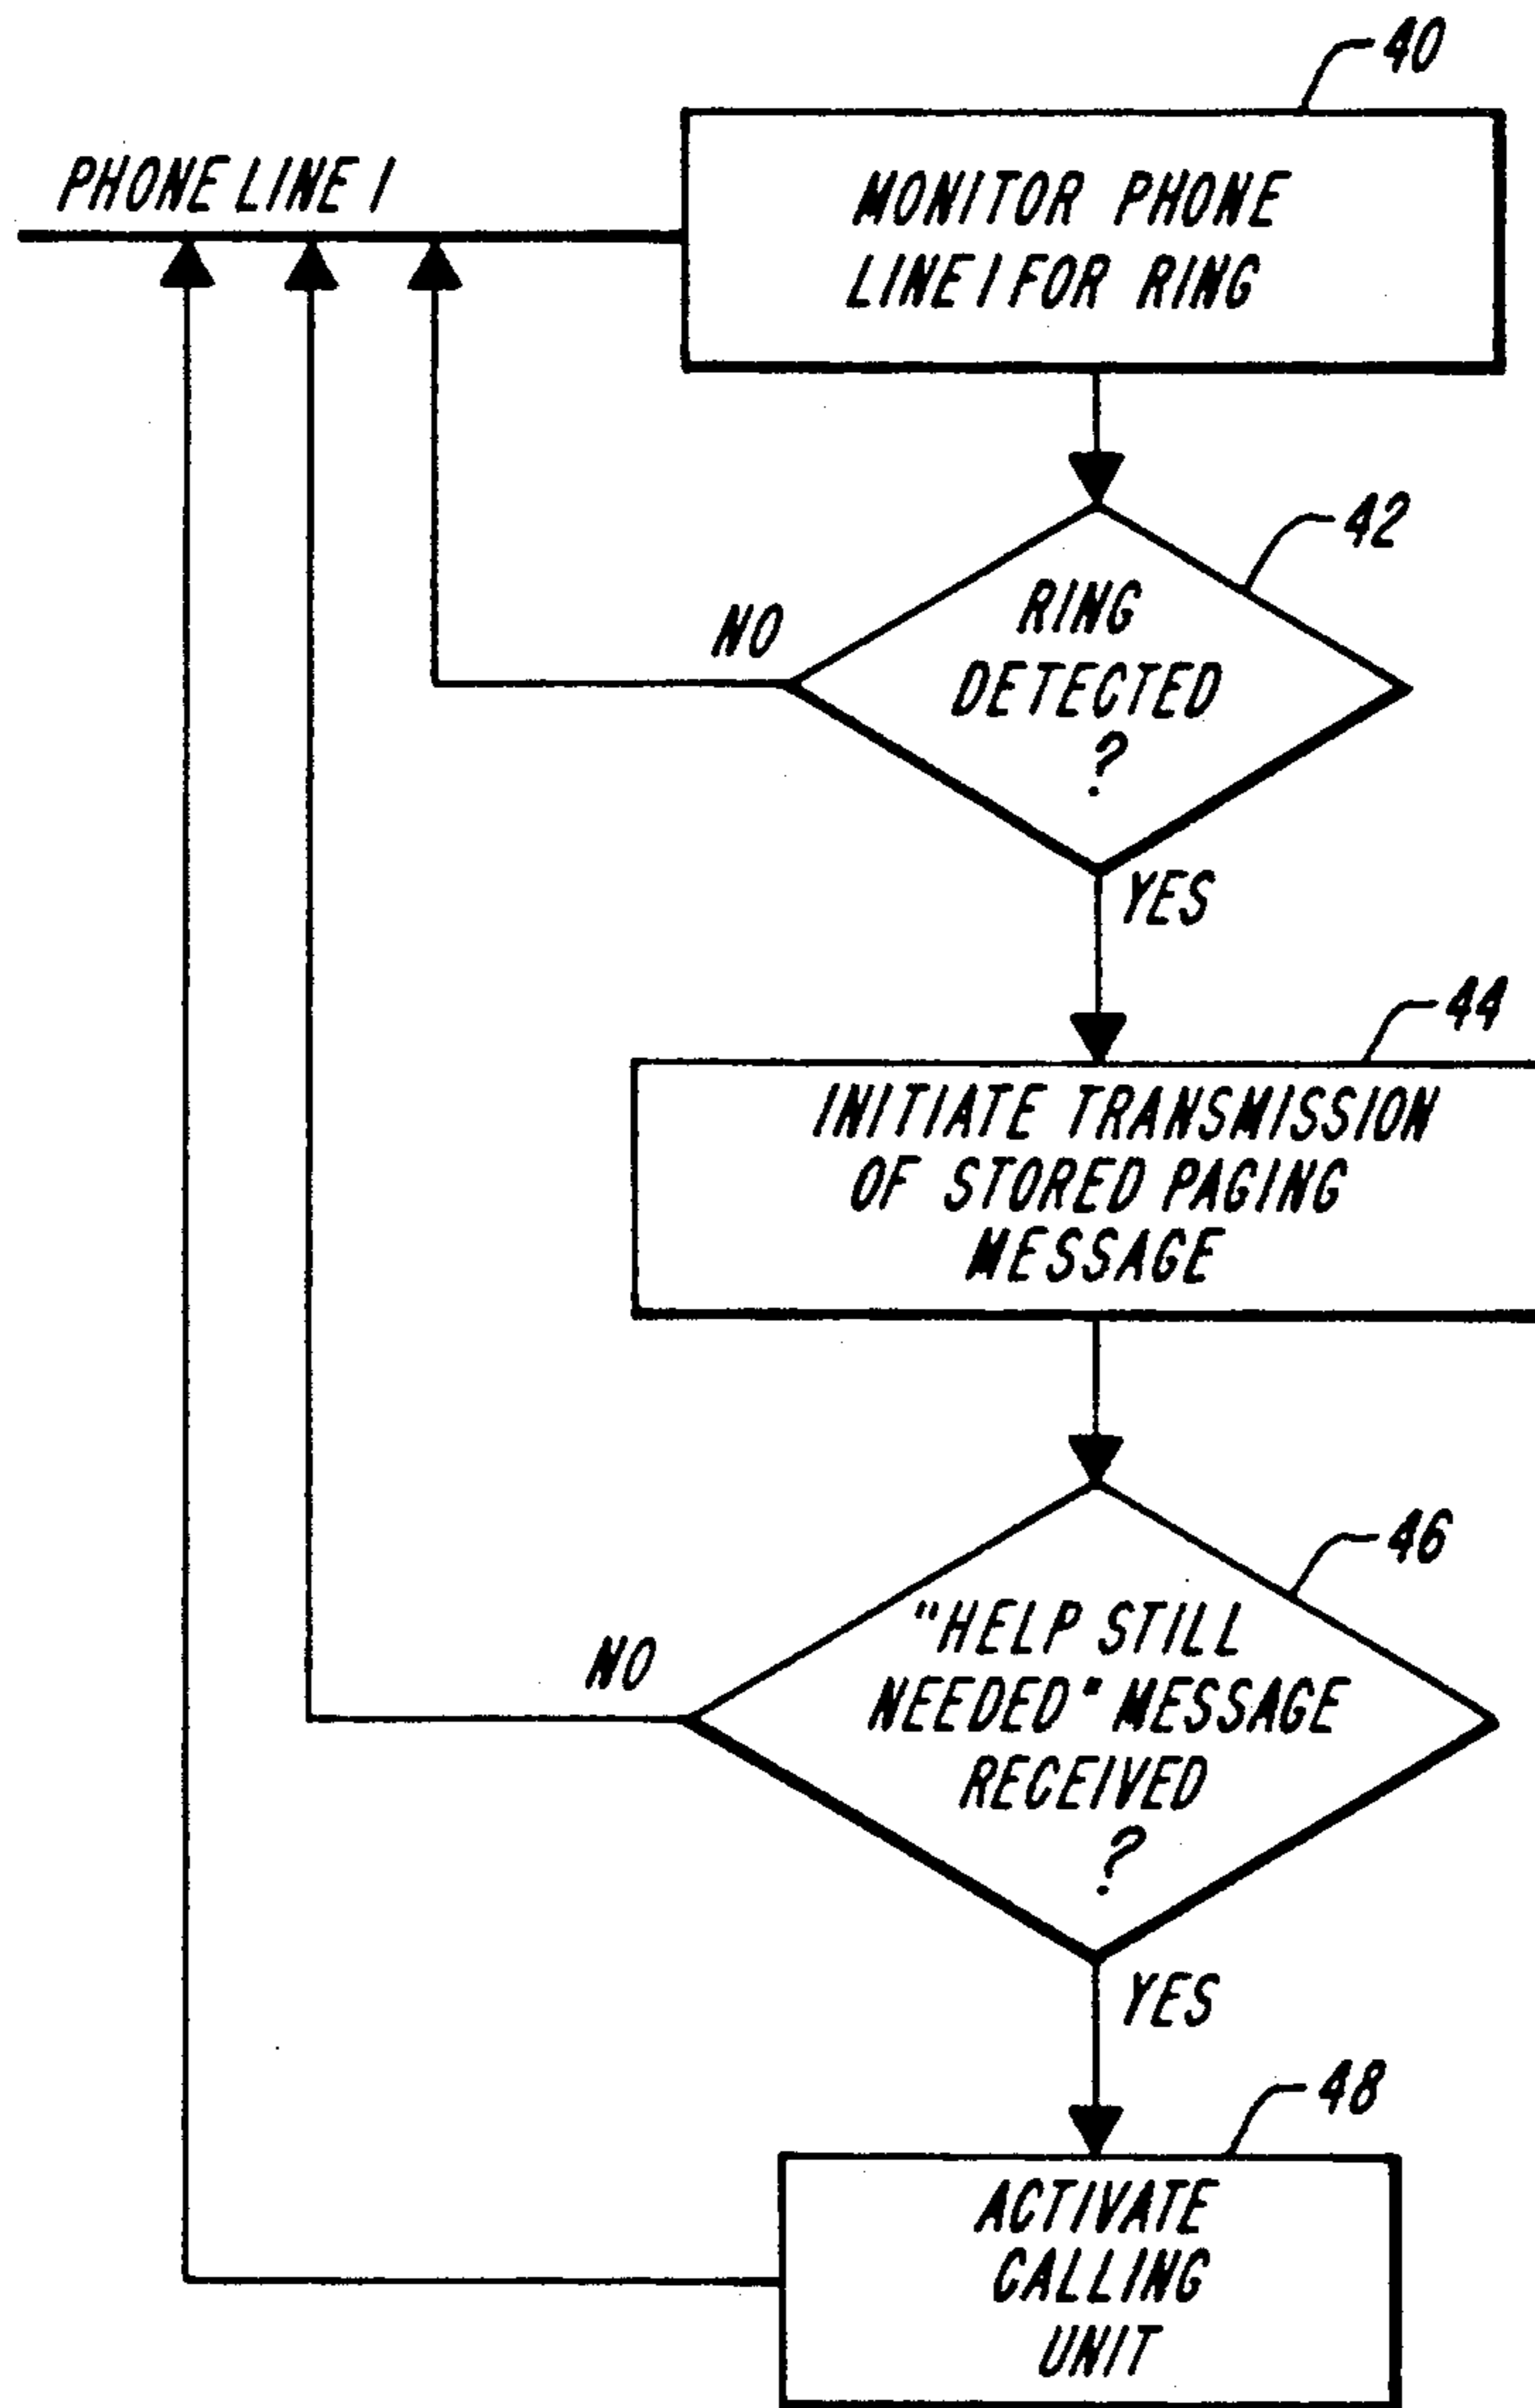 40
PHONE LINE 1
MONITOR PHONE
LINE 1 FOR RING
42
RING
DETECTED
?
NO
YES
44
INITIATE TRANSMISSION
OF STORED PAGING
MESSAGE
46
"HELP STILL
NEEDED" MESSAGE
RECEIVED
?
NO
YES
48
ACTIVATE
CALLING
UNIT